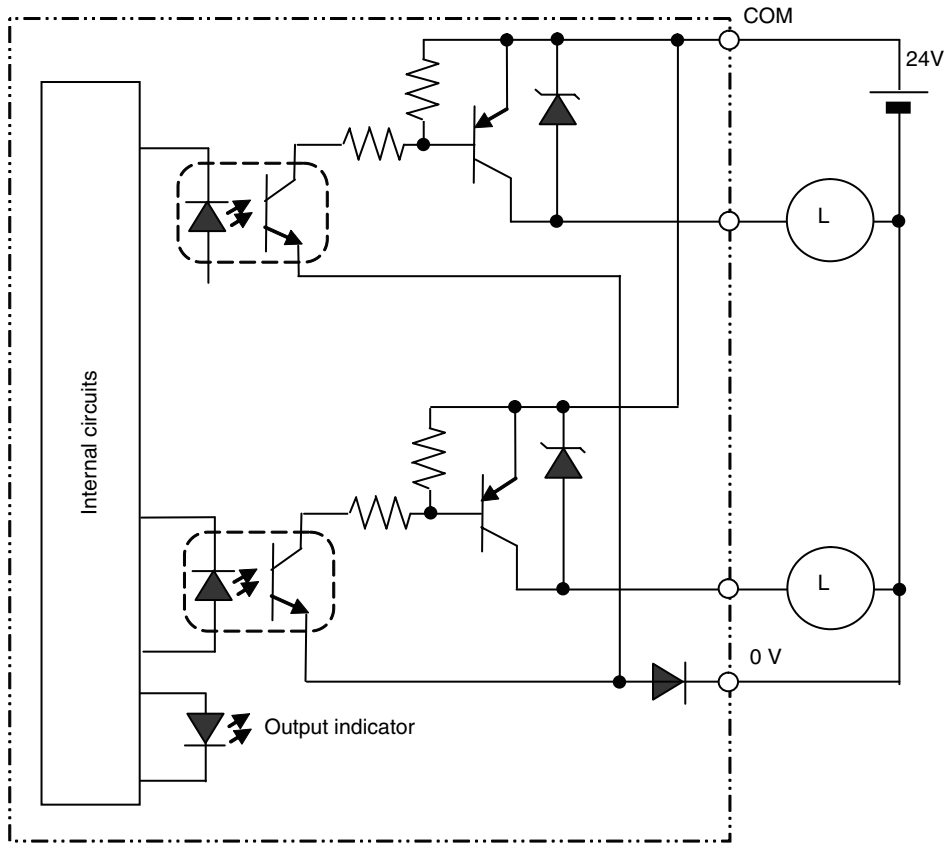 COM
24V
L
Internal circuits
L
0 V
Output indicator